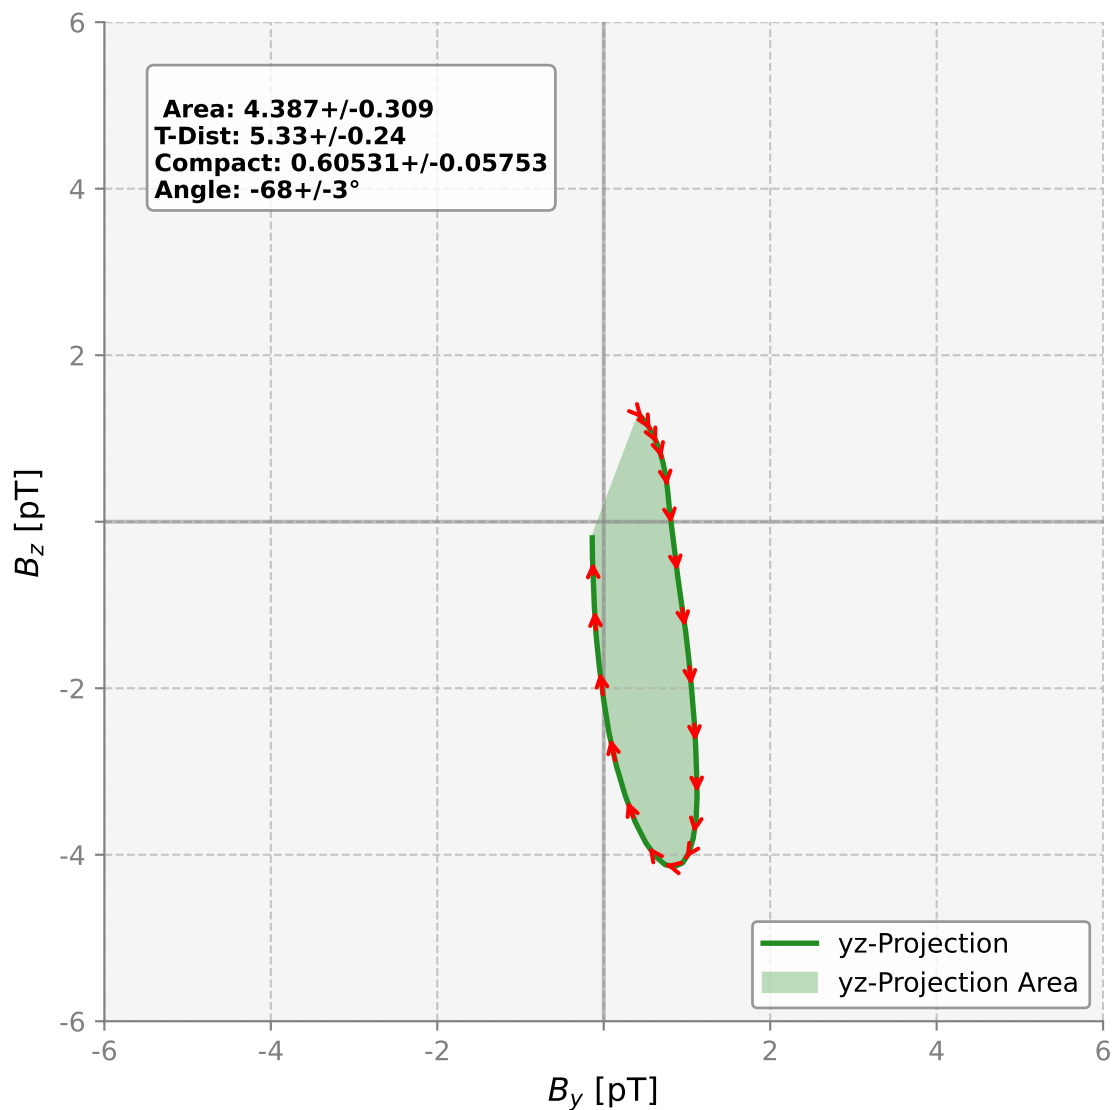 6
4
2
-2
-4
-6
-6
-4
-2
2
4
6
B_z [pT]
B_y [pT]
Area: 4.387+/-0.309
T-Dist: 5.33+/-0.24
Compact: 0.60531+/-0.05753
Angle: -68+/-3°
yz-Projection
yz-Projection Area